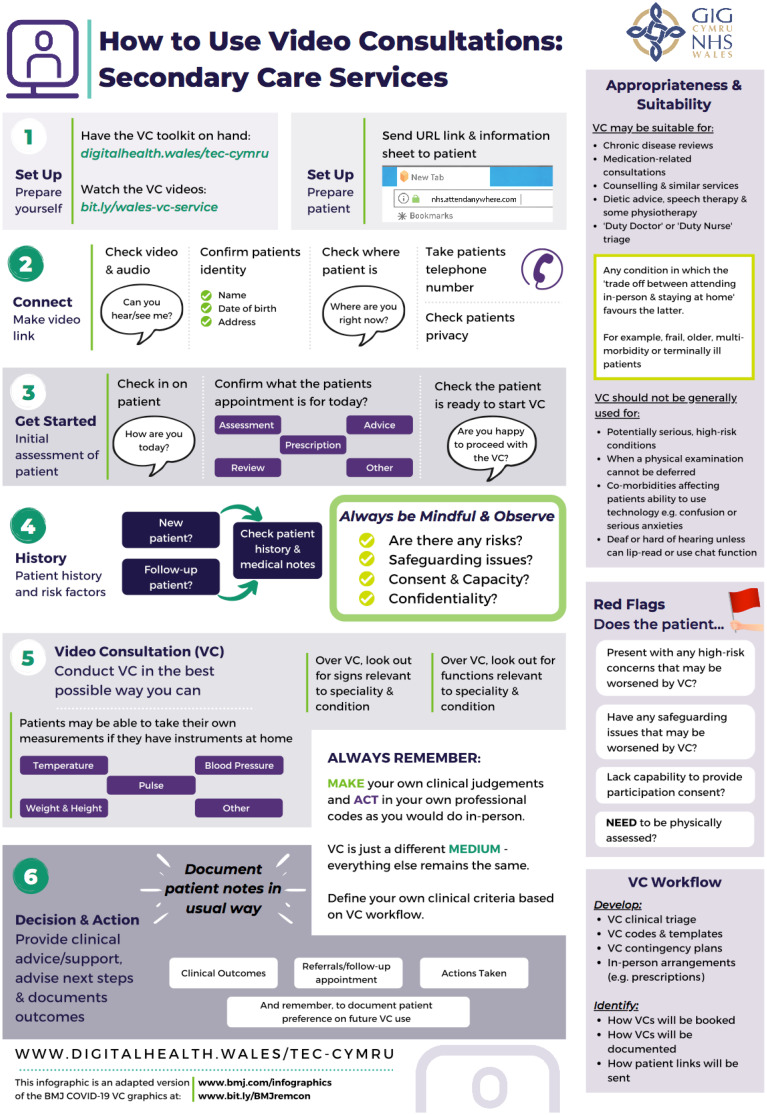 How to Use Video Consultations:
Secondary Care Services
GIG
CYMRU
NHS
WALES
1
Set Up
Prepare
yourself
Have the VC toolkit on hand:
digitalhealth.wales/tec-cymru
Watch the VC videos:
bit.ly/wales-vc-service
Set Up
Prepare
patient
Send URL link & information
sheet to patient
New Tab
nhs.attendanywhere.com
Bookmarks
2
Connect
Make video
link
Check video
& audio
Can you
hear/see me?
Confirm patients
identity
Name
Date of birth
Address
Check where
patient is
Where are you
right now?
Take patients
telephone
number
Check patients
privacy
3
Get Started
Initial
assessment of
patient
Check in on
patient
How are you
today?
Confirm what the patients
appointment is for today?
Assessment
Advice
Prescription
Review
Other
Check the patient
is ready to start VC
Are you happy
to proceed with
the VC?
4
History
Patient history
and risk factors
New
patient?
Follow-up
patient?
Check patient
history &
medical notes
Always be Mindful & Observe
Are there any risks?
Safeguarding issues?
Consent & Capacity?
Confidentiality?
5
Video Consultation (VC)
Conduct VC in the best
possible way you can
Over VC, look out
for signs relevant
to speciality &
condition
Over VC, look out for
functions relevant
to speciality &
condition
Patients may be able to take their own
measurements if they have instruments at home
Temperature
Blood Pressure
Pulse
Weight & Height
Other
ALWAYS REMEMBER:
MAKE your own clinical judgements
and ACT in your own professional
codes as you would do in-person.
VC is just a different MEDIUM -
everything else remains the same.
Define your own clinical criteria based
on VC workflow.
6
Decision & Action
Provide clinical
advice/support,
advise next steps
& documents
outcomes
Document
patient notes in
usual way
Clinical Outcomes
Referrals/follow-up
appointment
Actions Taken
And remember, to document patient
preference on future VC use
WWW.DIGITALHEALTH.WALES/TEC-CYMRU
This infographic is an adapted version
of the BMJ COVID-19 VC graphics at:
www.bmj.com/infographics
www.bit.ly/BMJremcon
Appropriateness &
Suitability
VC may be suitable for:
• Chronic disease reviews
• Medication-related
consultations
• Counselling & similar services
• Dietic advice, speech therapy &
some physiotherapy
• 'Duty Doctor' or 'Duty Nurse'
triage
Any condition in which the
'trade off between attending
in-person & staying at home'
favours the latter.
For example, frail, older, multi-
morbidity or terminally ill
patients
VC should not be generally
used for:
• Potentially serious, high-risk
conditions
• When a physical examination
cannot be deferred
• Co-morbidities affecting
patients ability to use
technology e.g. confusion or
serious anxieties
• Deaf or hard of hearing unless
can lip-read or use chat function
Red Flags
Does the patient...
Present with any high-risk
concerns that may be
worsened by VC?
Have any safeguarding
issues that may be
worsened by VC?
Lack capability to provide
participation consent?
NEED to be physically
assessed?
VC Workflow
Develop:
• VC clinical triage
• VC codes & templates
• VC contingency plans
• In-person arrangements
(e.g. prescriptions)
Identify:
• How VCs will be booked
• How VCs will be
documented
• How patient links will be
sent